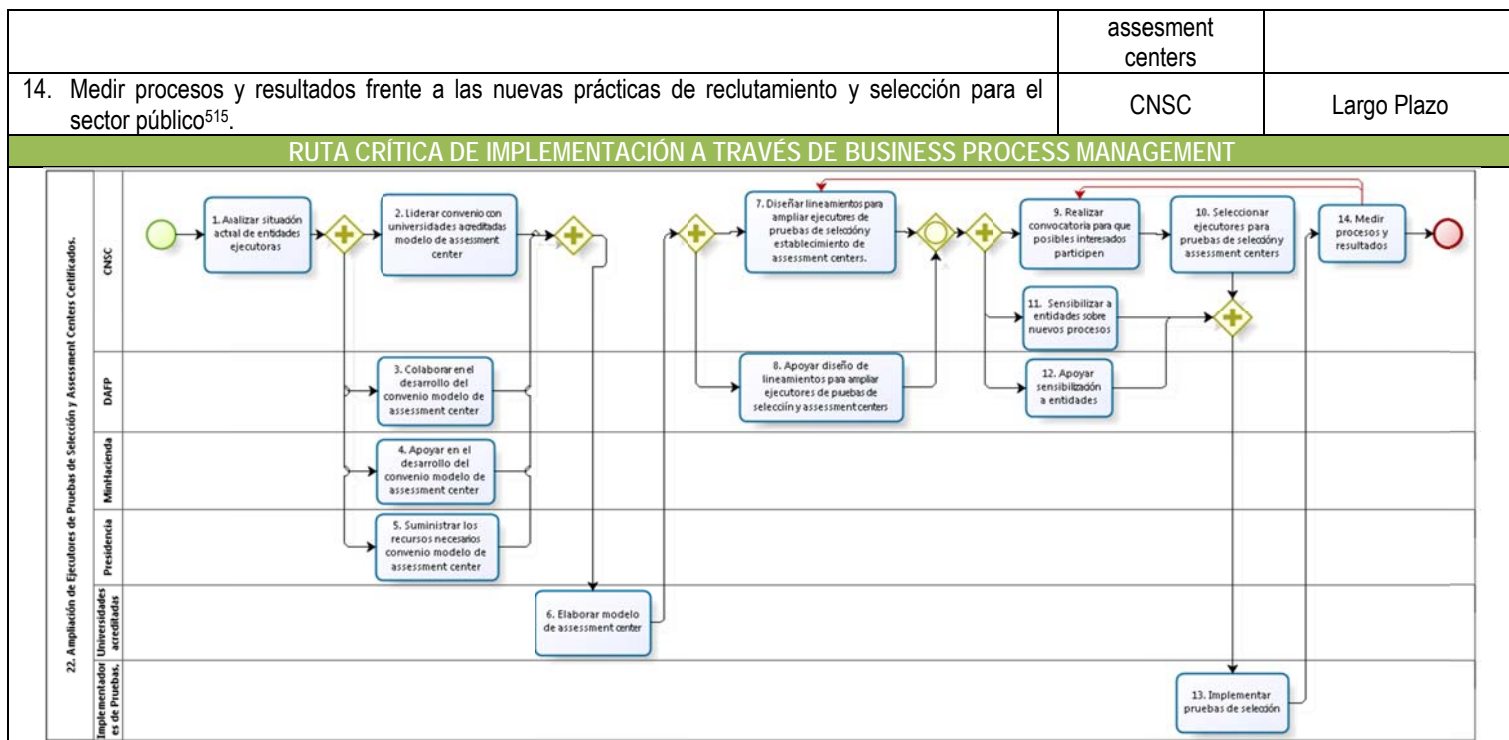 assesment
centers
14. Medir procesos y resultados frente a las nuevas prácticas de reclutamiento y selección para el
sector público515.
CNSC
Largo Plazo
RUTA CRÍTICA DE IMPLEMENTACIÓN A TRAVÉS DE BUSINESS PROCESS MANAGEMENT
22. Ampliación de Ejecutores de Pruebas de Selección y Assessment Centers Certificados.
CNSC
1. Analizar situación
actual de entidades
ejecutoras
2. Liderar convenio con
universidades acreditadas
modelo de assessment
center
7. Diseñar lineamientos para
ampliar ejecutores de
pruebas de selección y
establecimiento de
assessment centers.
9. Realizar
convocatoria para que
posibles interesados
participen
10. Seleccionar
ejecutores para
pruebas de selección y
assessment centers
14. Medir
procesos y
resultados
11. Sensibilizar a
entidades sobre
nuevos procesos
DAFP
3. Colaborar en el
desarrollo del
convenio modelo de
assessment center
8. Apoyar diseño de
lineamientos para ampliar
ejecutores de pruebas de
selección y assessment centers
12. Apoyar
sensibilización
a entidades
MinHacienda
4. Apoyar en el
desarrollo del
convenio modelo de
assessment center
Presidencia
5. Suministrar los
recursos necesarios
convenio modelo de
assessment center
Universidades
acreditadas
6. Elaborar modelo
de assessment center
Implementador
es de Pruebas.
13. Implementar
pruebas de selección